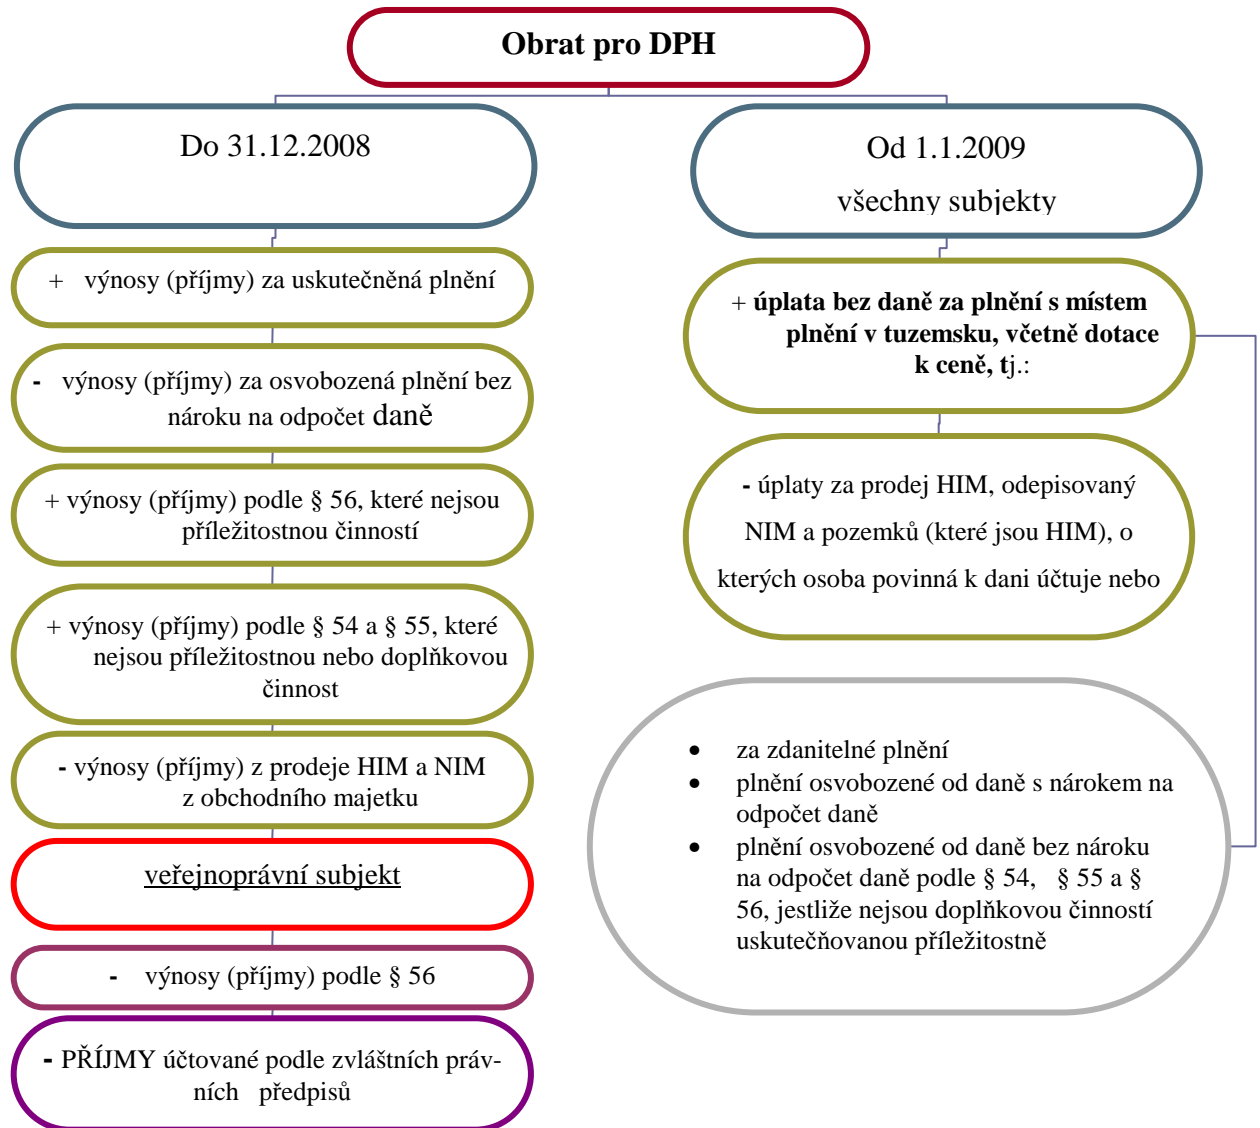 Obrat pro DPH
Do 31.12.2008
+ výnosy (příjmy) za uskutečněná plnění
- výnosy (příjmy) za osvobozená plnění bez
nároku na odpočet daně
+ výnosy (příjmy) podle § 56, které nejsou
příležitostnou činností
+ výnosy (příjmy) podle § 54 a § 55, které
nejsou příležitostnou nebo doplňkovou
činnost
- výnosy (příjmy) z prodeje HIM a NIM
z obchodního majetku
veřejnoprávní subjekt
- výnosy (příjmy) podle § 56
- PŘÍJMY účtované podle zvláštních práv-
ních předpisů
Od 1.1.2009
všechny subjekty
+ úplata bez daně za plnění s místem
plnění v tuzemsku, včetně dotace
k ceně, tj.:
- úplaty za prodej HIM, odepisovaný
NIM a pozemků (které jsou HIM), o
kterých osoba povinná k dani účtuje nebo
• za zdanitelné plnění
• plnění osvobozené od daně s nárokem na
odpočet daně
• plnění osvobozené od daně bez nároku
na odpočet daně podle § 54, § 55 a §
56, jestliže nejsou doplňkovou činností
uskutečňovanou příležitostně